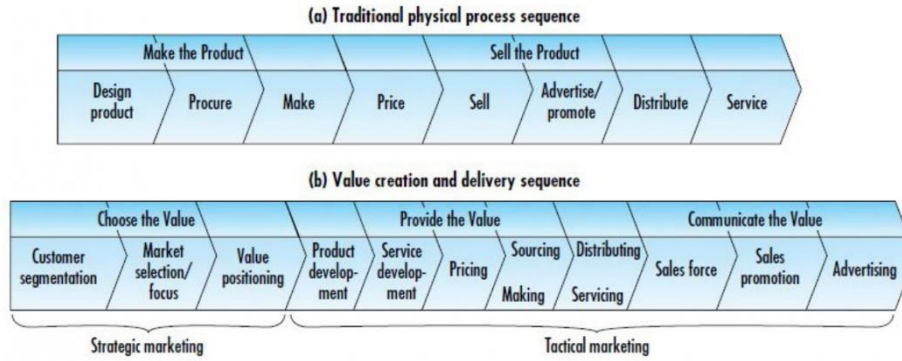 (a) Traditional physical process sequence
Make the Product
Sell the Product
Design
product
Procure
Make
Price
Sell
Advertise/
promote
Distribute
Service
(b) Value creation and delivery sequence
Choose the Value
Provide the Value
Communicate the Value
Customer
segmentation
Market
selection/
focus
Value
positioning
Product
develop-
ment
Service
develop-
ment
Pricing
Sourcing
Making
Distributing
Servicing
Sales force
Sales
promotion
Advertising
Strategic marketing
Tactical marketing